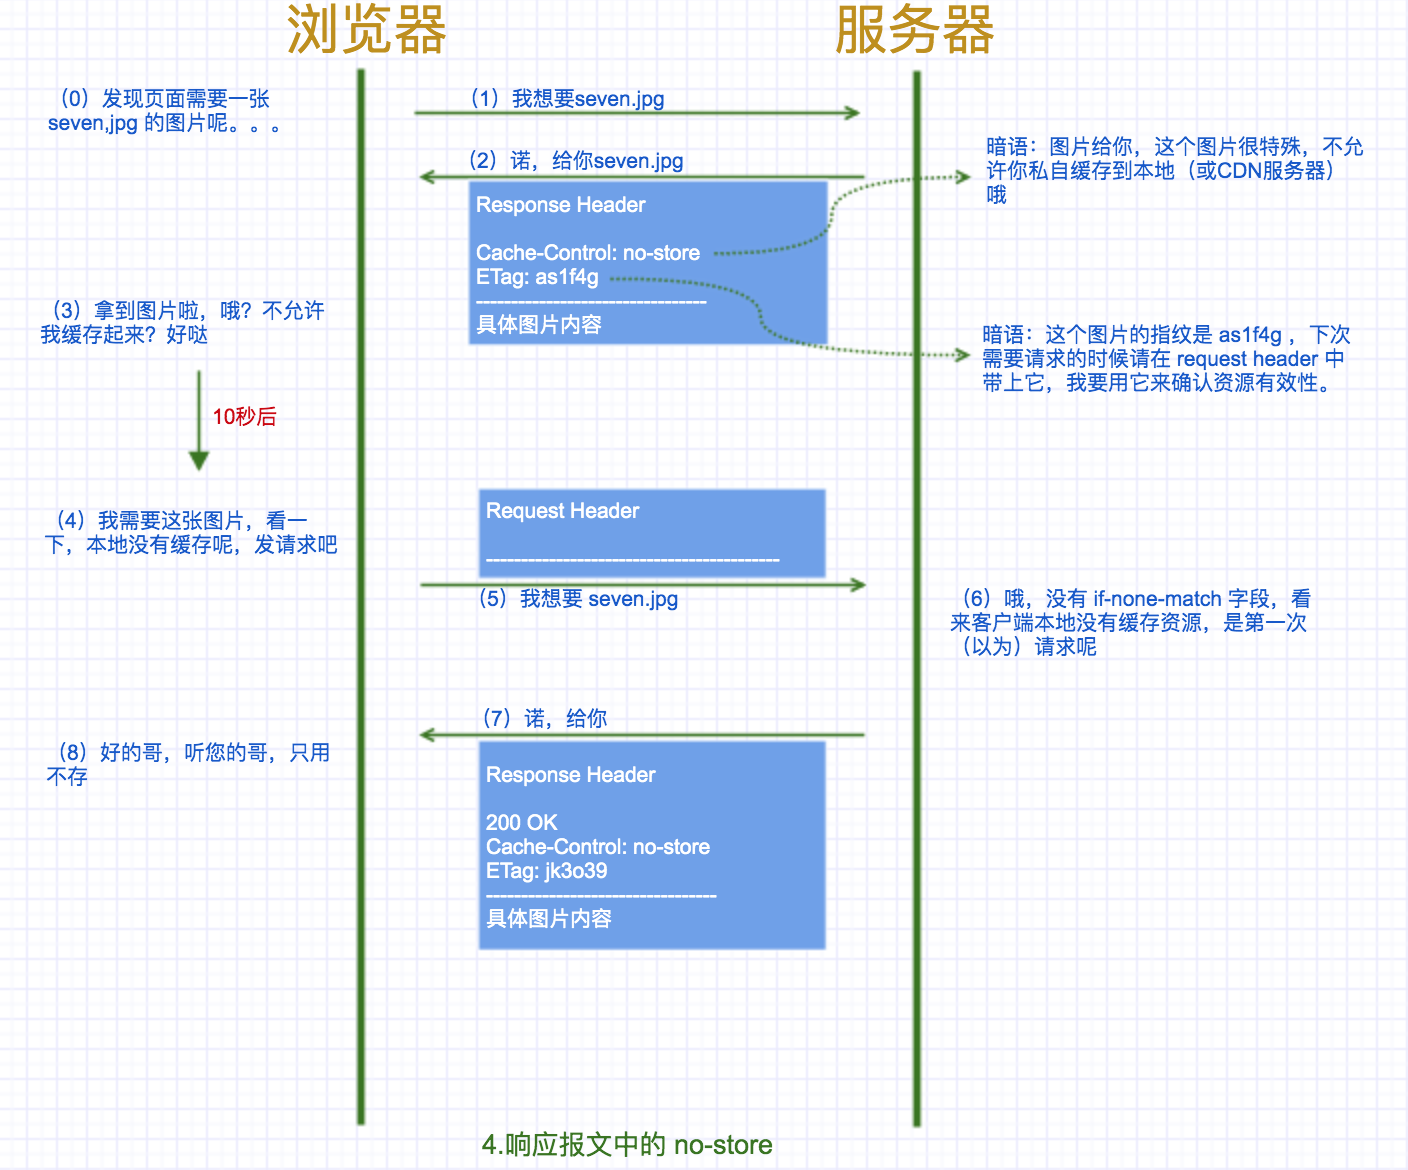 浏览器
服务器
（0）发现页面需要一张
seven,jpg 的图片呢。。。
（1）我想要seven.jpg
（2）诺，给你seven.jpg
暗语：图片给你，这个图片很特殊，不允
许你私自缓存到本地（或CDN服务器）
哦
Response Header
Cache-Control: no-store
ETag: as1f4g
---------------------------------
具体图片内容
（3）拿到图片啦，哦？不允许
我缓存起来？好哒
暗语：这个图片的指纹是 as1f4g ，下次
需要请求的时候请在 request header 中
带上它，我要用它来确认资源有效性。
10秒后
Request Header
------------------------------------------
（4）我需要这张图片，看一
下，本地没有缓存呢，发请求吧
（5）我想要 seven.jpg
（6）哦，没有 if-none-match 字段，看
来客户端本地没有缓存资源，是第一次
（以为）请求呢
（7）诺，给你
Response Header
200 OK
Cache-Control: no-store
ETag: jk3o39
---------------------------------
具体图片内容
（8）好的哥，听您的哥，只用
不存
4.响应报文中的 no-store